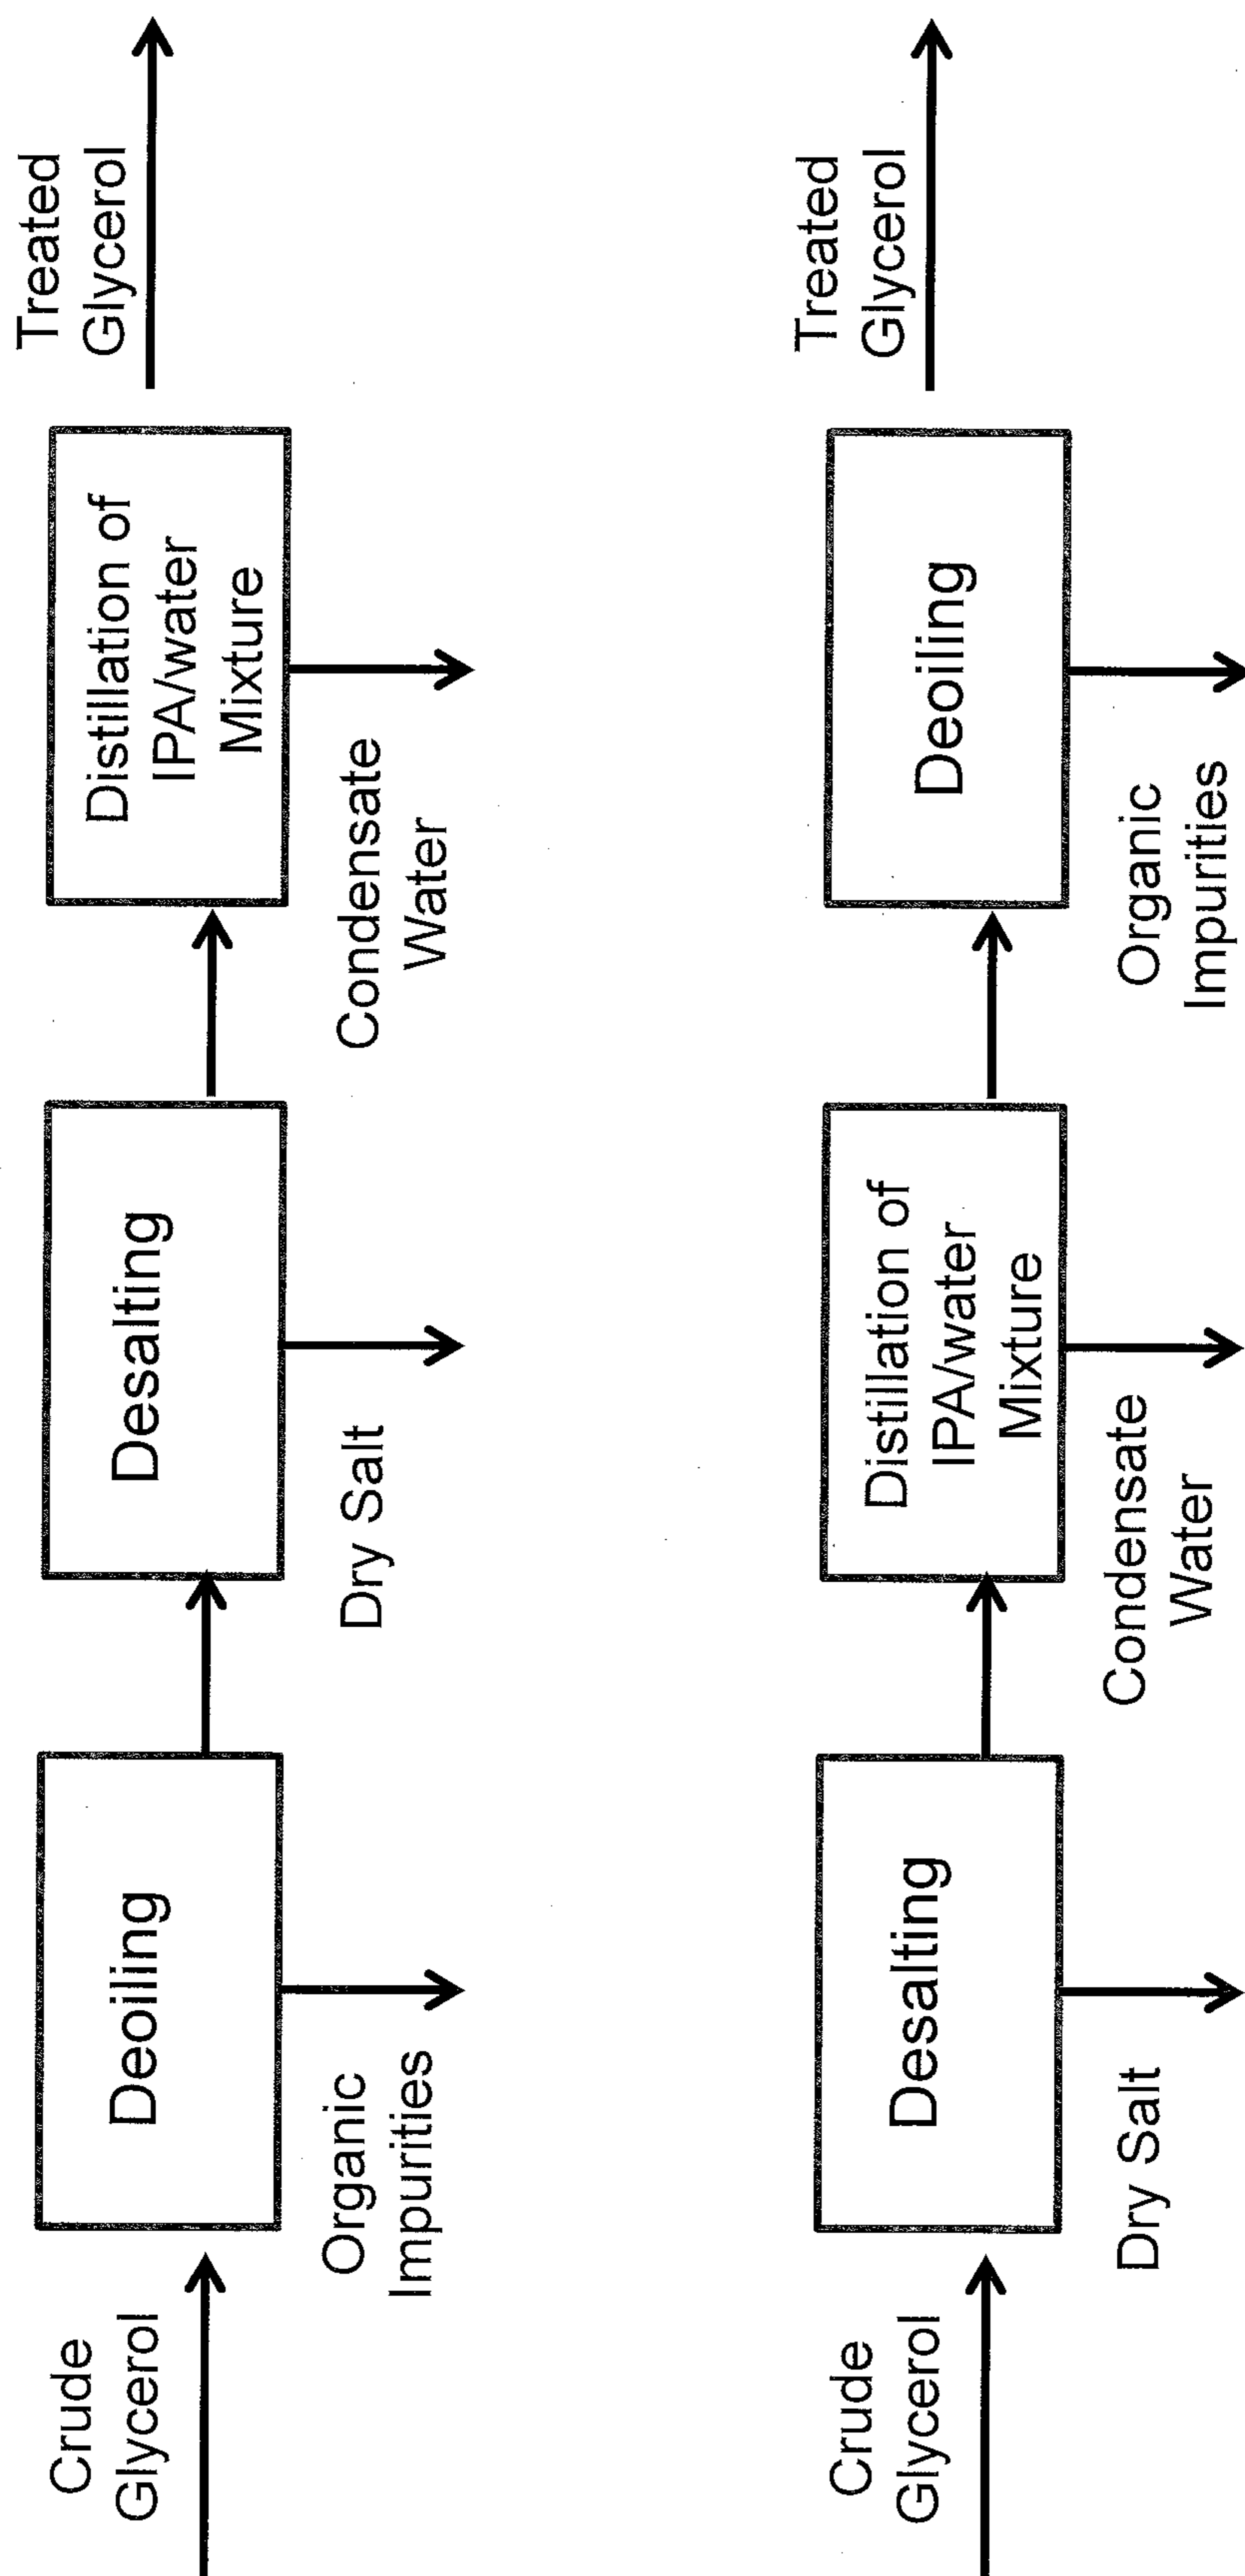 Crude
Glycerol
Deoiling
Organic
Impurities
Desalting
Dry Salt
Distillation of
IPA/water
Mixture
Condensate
Water
Treated
Glycerol
Crude
Glycerol
Desalting
Dry Salt
Distillation of
IPA/water
Mixture
Condensate
Water
Deoiling
Organic
Impurities
Treated
Glycerol